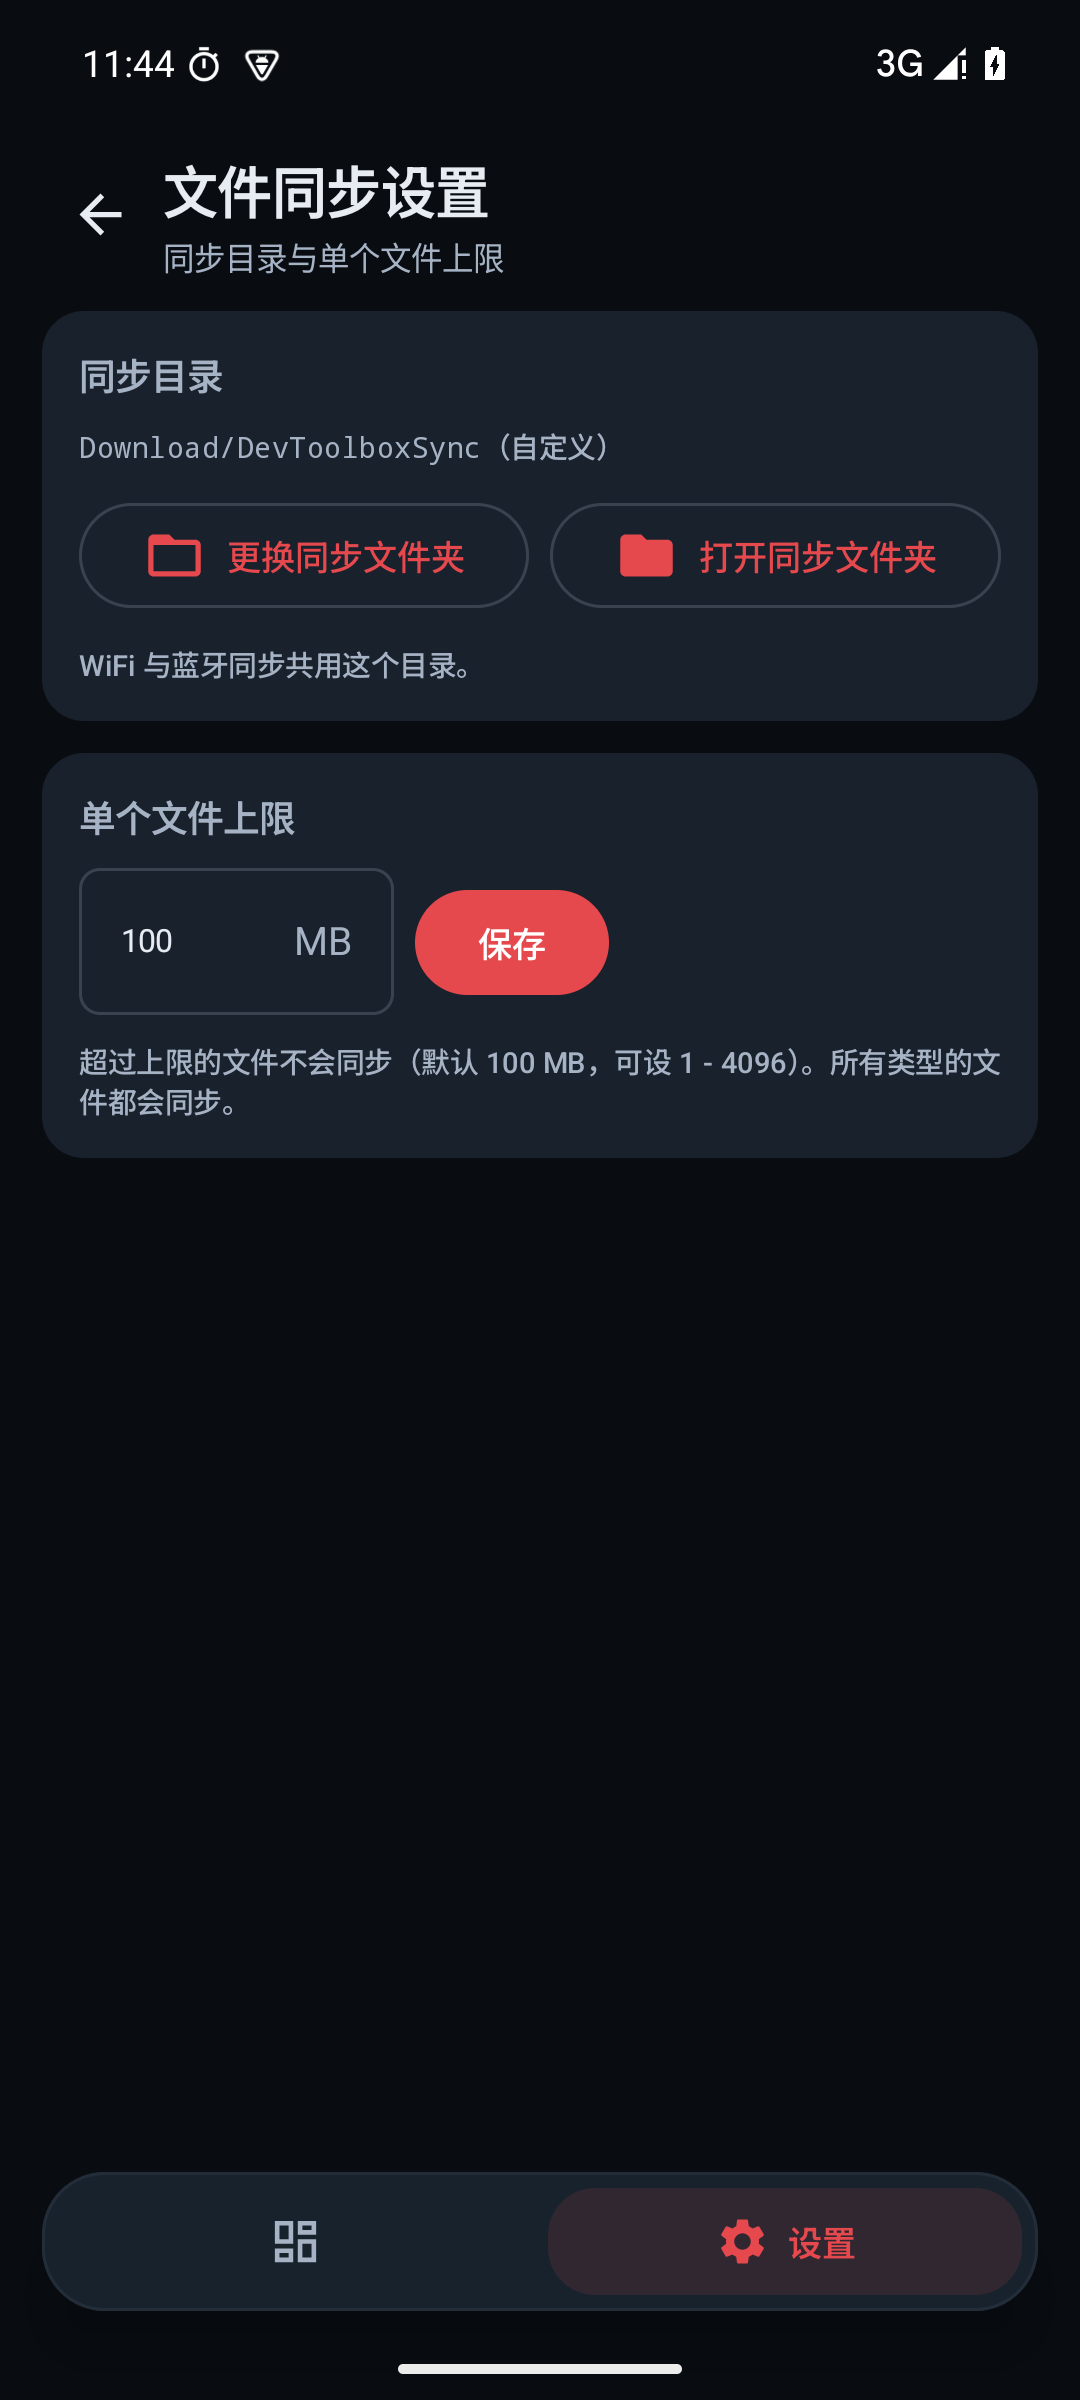 11:44
3G
文件同步设置
同步目录与单个文件上限
同步目录
Download/DevToolboxSync（自定义）
更换同步文件夹
打开同步文件夹
WiFi 与蓝牙同步共用这个目录。
单个文件上限
100 MB
保存
超过上限的文件不会同步（默认 100 MB，可设 1 - 4096）。所有类型的文
件都会同步。
设置